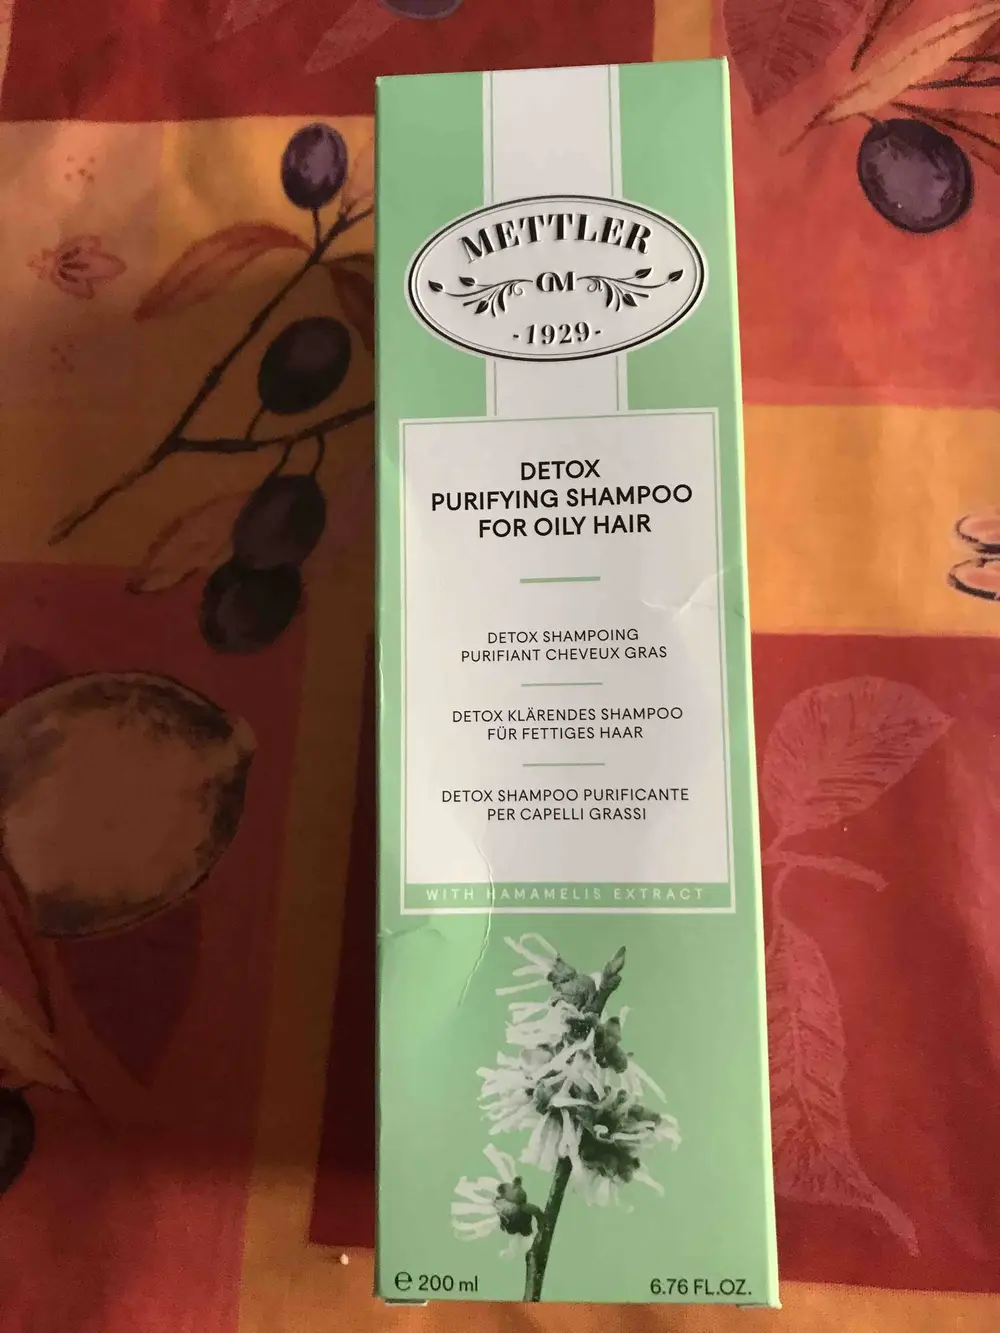 METTLER
GM
-1929-
DETOX
PURIFYING SHAMPOO
FOR OILY HAIR
DETOX SHAMPOING
PURIFIANT CHEVEUX GRAS
DETOX KLÄRENDES SHAMPOO
FÜR FETTIGES HAAR
DETOX SHAMPOO PURIFICANTE
PER CAPELLI GRASSI
WITH HAMAMELIS EXTRACT
℮ 200 ml
6.76 FL.OZ.